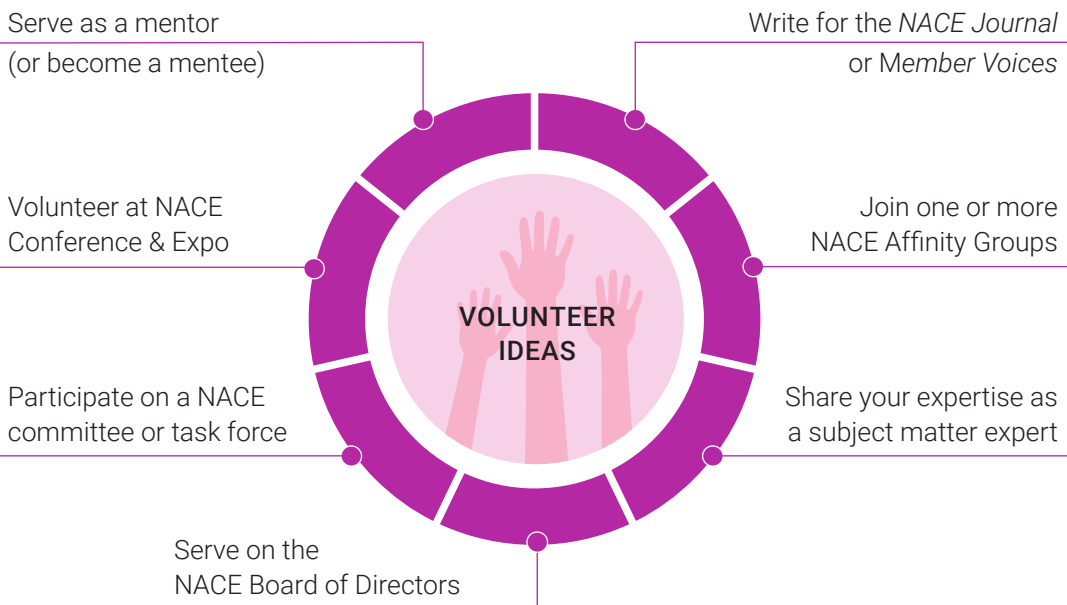 Serve as a mentor
(or become a mentee)
Write for the NACE Journal
or Member Voices
Volunteer at NACE
Conference & Expo
Join one or more
NACE Affinity Groups
VOLUNTEER
IDEAS
Participate on a NACE
committee or task force
Share your expertise as
a subject matter expert
Serve on the
NACE Board of Directors